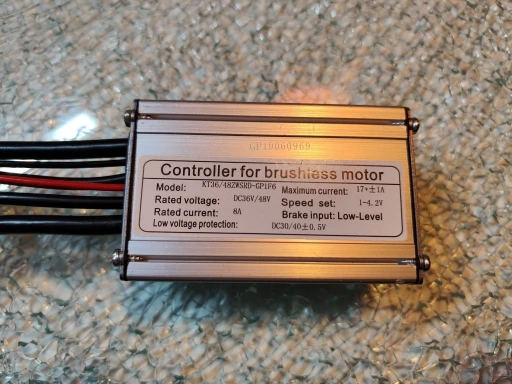 GP19060969
Controller for brushless motor
Model: KT36/48ZWSRD-GP1F6 Maximum current: 17*±1A
Rated voltage: DC36V/48V Speed set: 1-4.2V
Rated current: 8A Brake input: Low-Level
Low voltage protection: DC30/40±0.5V